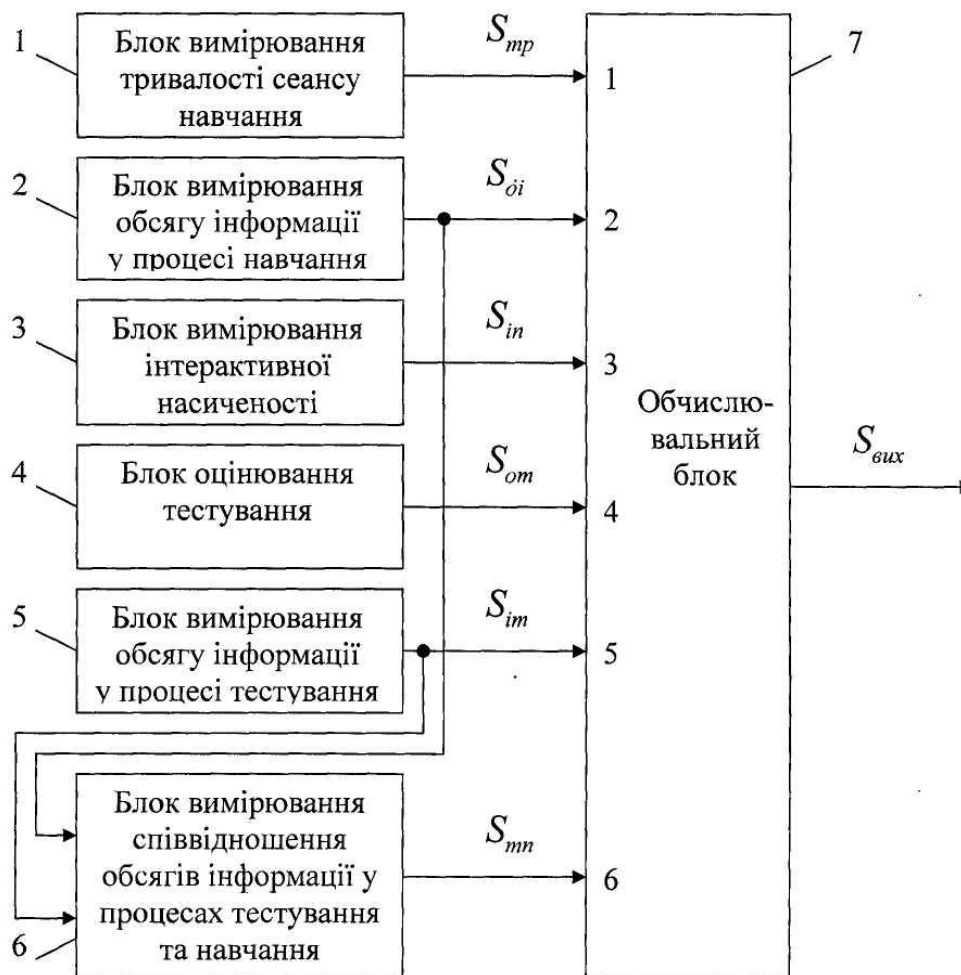 1
Блок вимірювання
тривалості сеансу
навчання
S_тр
1
7
2
Блок вимірювання
обсягу інформації
у процесі навчання
S_ді
2
3
Блок вимірювання
інтерактивної
насиченості
S_ін
3
Обчислю-
вальний
блок
S_вих
4
Блок оцінювання
тестування
S_от
4
5
Блок вимірювання
обсягу інформації
у процесі тестування
S_іт
5
6
Блок вимірювання
співвідношення
обсягів інформації у
процесах тестування
та навчання
S_тп
6